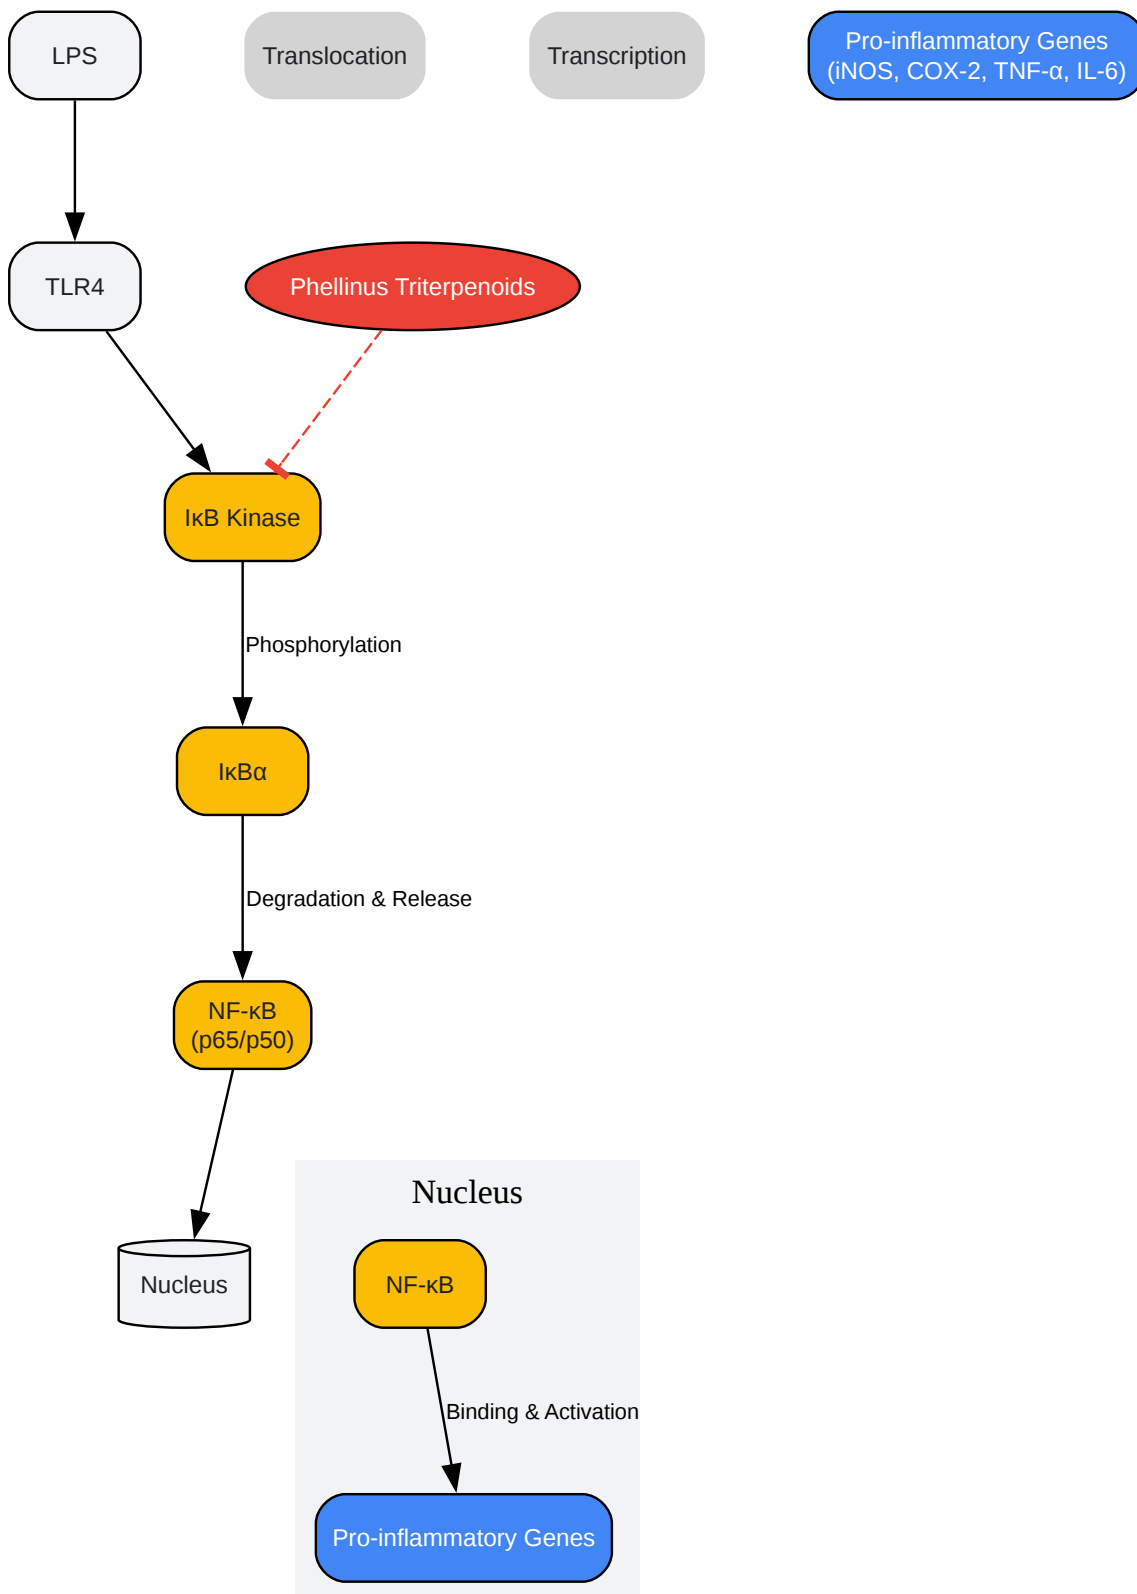 LPS
Translocation
Transcription
Pro-inflammatory Genes
(iNOS, COX-2, TNF-α, IL-6)
TLR4
Phellinus Triterpenoids
IκB Kinase
Phosphorylation
IκBα
Degradation & Release
NF-κB
(p65/p50)
Nucleus
Nucleus
NF-κB
Binding & Activation
Pro-inflammatory Genes